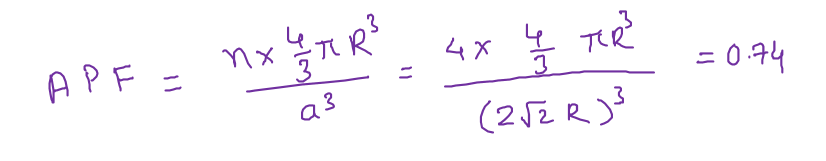 APF = (n × 4/3 πR³) / a³ = (4 × 4/3 πR³) / (2√2 R)³ = 0.74